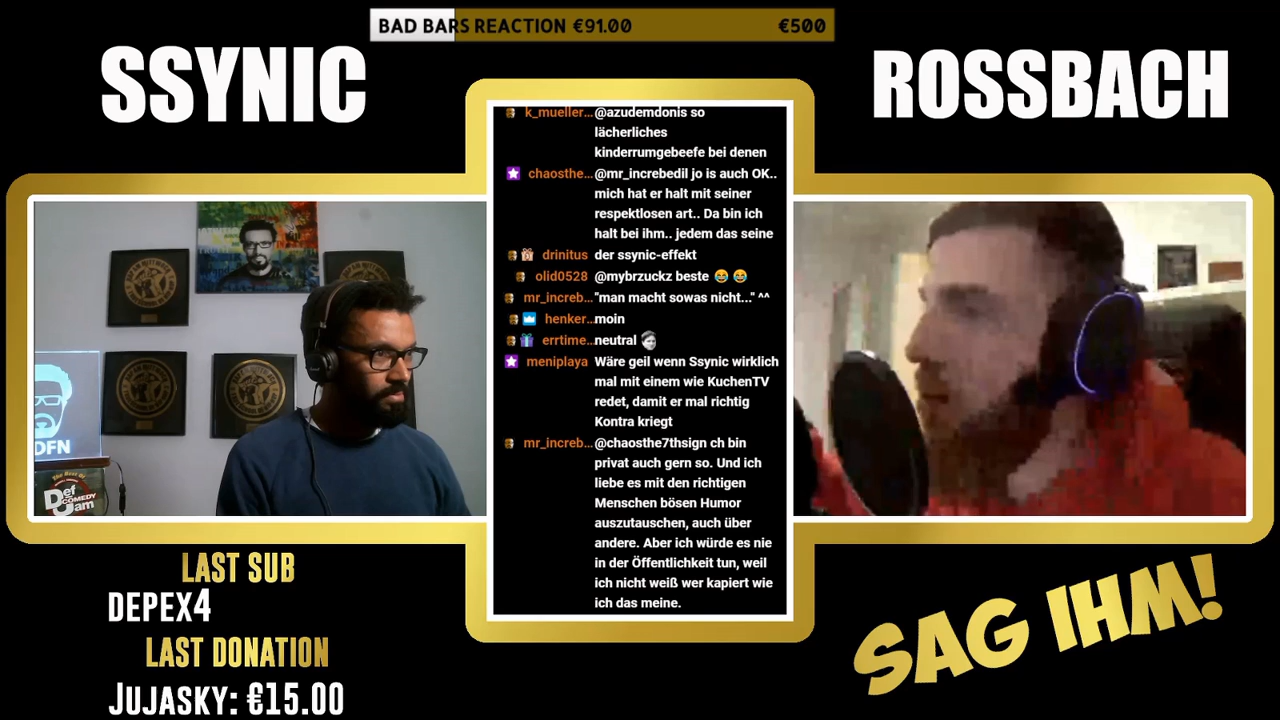 BAD BARS REACTION €91.00 €500
SSYNIC
ROSSBACH
k_mueller... @azudemdonis so
lächerliches
kinderrumgebeefe bei denen
chaosthe... @mr_increbedil jo is auch OK..
mich hat er halt mit seiner
respektlosen art.. Da bin ich
halt bei ihm.. jedem das seine
drinitus der ssynic-effekt
olid0528 @mybrzuckz beste 😂 😂
mr_increb... "man macht sowas nicht..." ^^
henker... moin
errtime... neutral
meniplaya Wäre geil wenn Ssynic wirklich
mal mit einem wie KuchenTV
redet, damit er mal richtig
Kontra kriegt
mr_increb... @chaosthe7thsign ch bin
privat auch gern so. Und ich
liebe es mit den richtigen
Menschen bösen Humor
auszutauschen, auch über
andere. Aber ich würde es nie
in der Öffentlichkeit tun, weil
ich nicht weiß wer kapiert wie
ich das meine.
DFN
The Best Of
Def
COMEDY
Jam
LAST SUB
DEPEX4
LAST DONATION
JUJASKY: €15.00
SAG IHM!